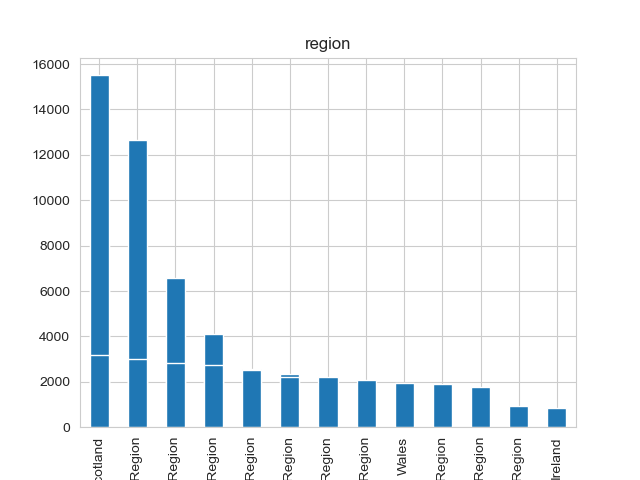 region
16000
14000
12000
10000
8000
6000
4000
2000
0
cotland
Region
Region
Region
Region
Region
Region
Region
Wales
Region
Region
Region
Ireland